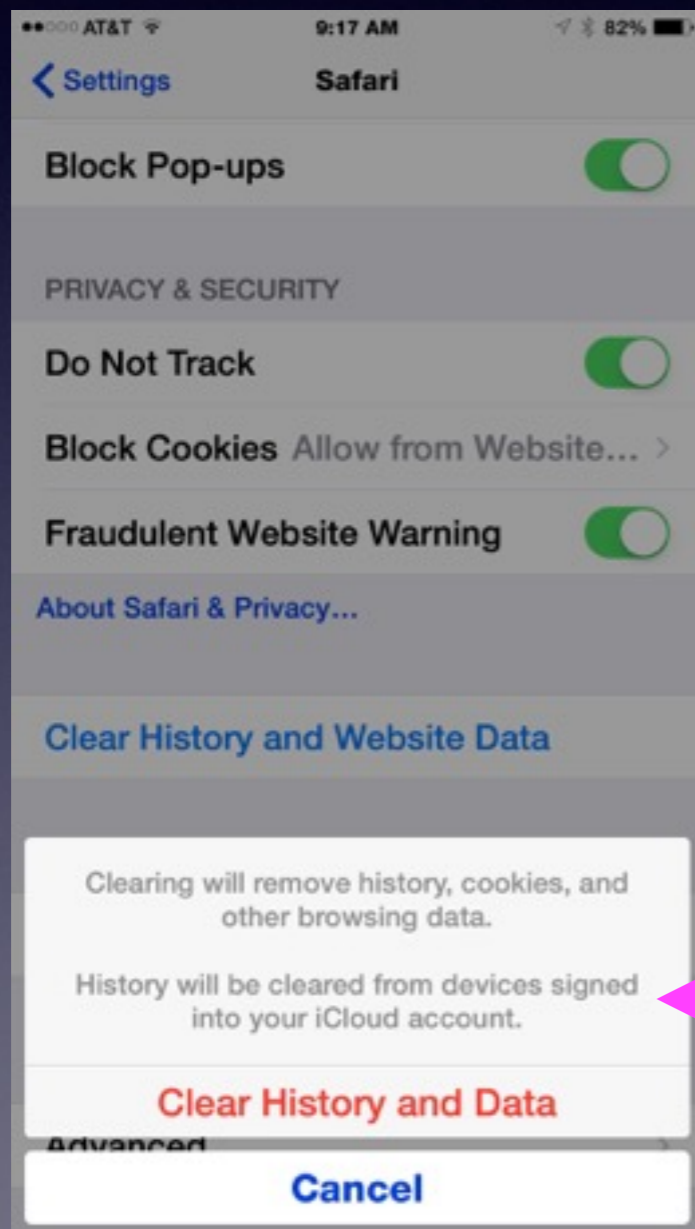 AT&T 9:17 AM 82%
Settings Safari
Block Pop-ups
PRIVACY & SECURITY
Do Not Track
Block Cookies Allow from Website... >
Fraudulent Website Warning
About Safari & Privacy...
Clear History and Website Data
Clearing will remove history, cookies, and
other browsing data.
History will be cleared from devices signed
into your iCloud account.
Clear History and Data
Advanced
Cancel